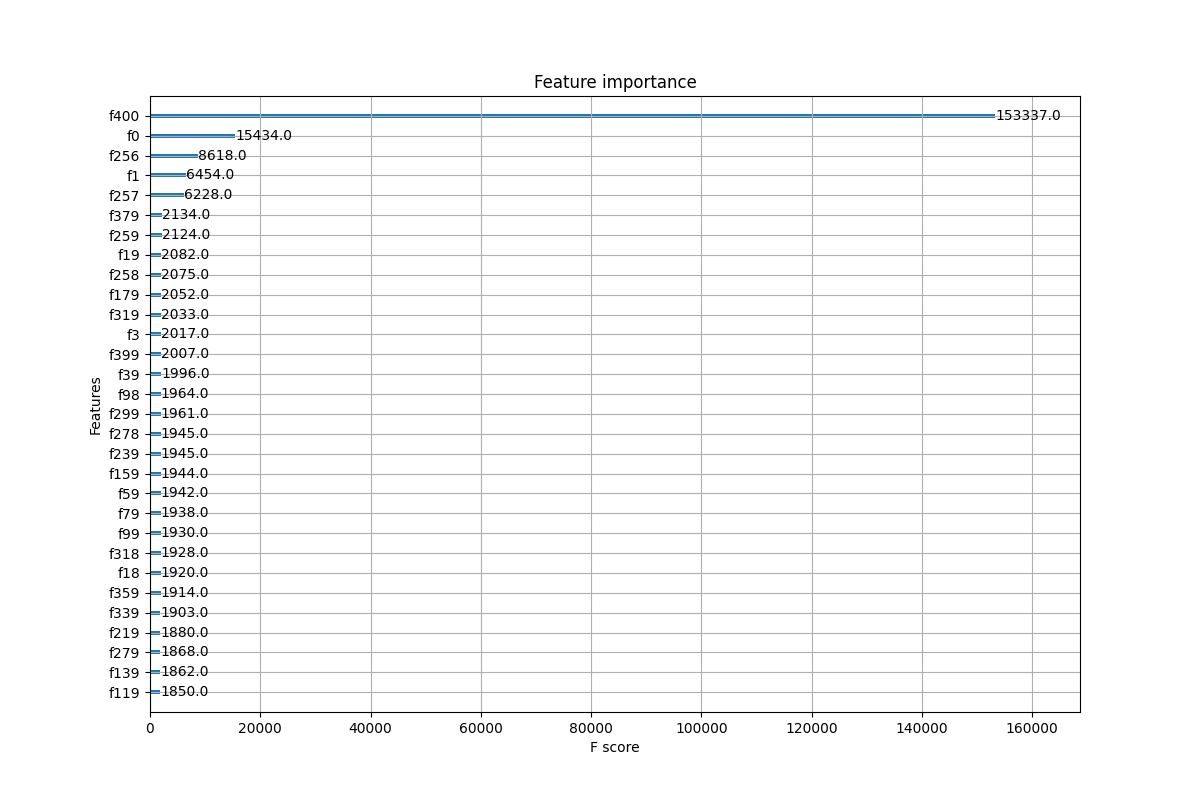 Feature importance
f400 153337.0
f0 15434.0
f256 8618.0
f1 6454.0
f257 6228.0
f379 2134.0
f259 2124.0
f19 2082.0
f258 2075.0
f179 2052.0
f319 2033.0
f3 2017.0
f399 2007.0
f39 1996.0
f98 1964.0
f299 1961.0
f278 1945.0
f239 1945.0
f159 1944.0
f59 1942.0
f79 1938.0
f99 1930.0
f318 1928.0
f18 1920.0
f359 1914.0
f339 1903.0
f219 1880.0
f279 1868.0
f139 1862.0
f119 1850.0
Features
0 20000 40000 60000 80000 100000 120000 140000 160000
F score